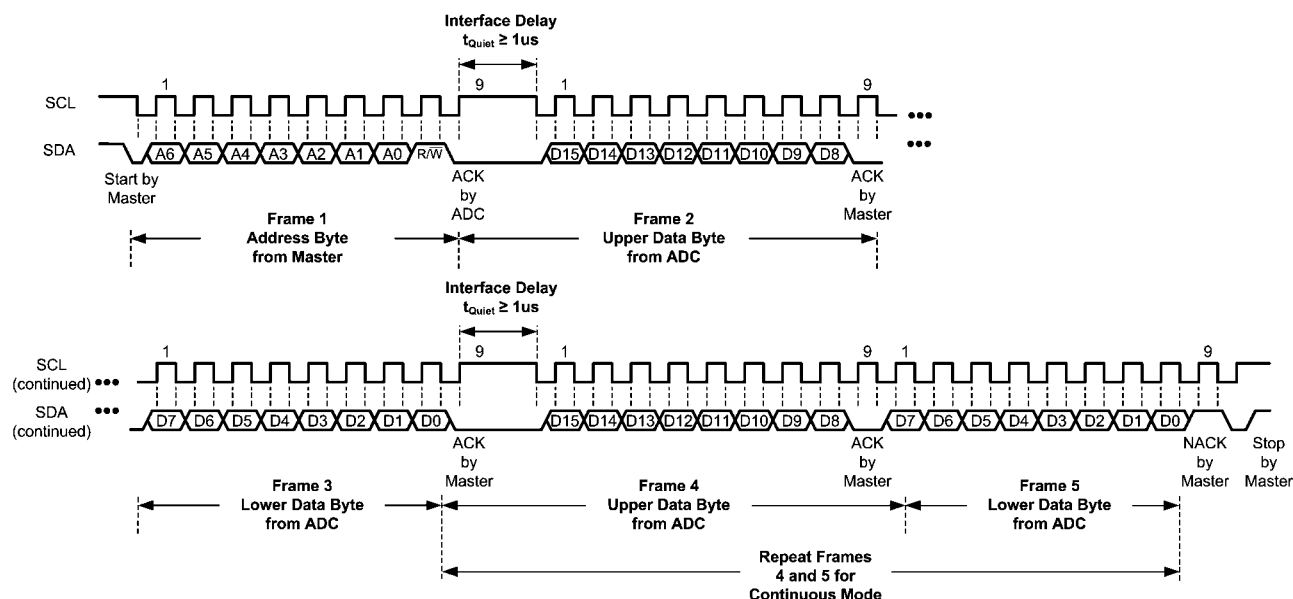 Interface Delay
tQuiet ≥ 1us
1 9 1 9
SCL
•••
SDA A6 A5 A4 A3 A2 A1 A0 R/W D15 D14 D13 D12 D11 D10 D9 D8
•••
Start by
Master
ACK
by
ADC
ACK
by
Master
Frame 1
Address Byte
from Master
Frame 2
Upper Data Byte
from ADC
Interface Delay
tQuiet ≥ 1us
1 9 1 9 1 9
SCL
(continued)
•••
SDA
(continued)
•••
D7 D6 D5 D4 D3 D2 D1 D0 D15 D14 D13 D12 D11 D10 D9 D8 D7 D6 D5 D4 D3 D2 D1 D0
ACK
by
Master
ACK
by
Master
NACK
by
Master
Stop
by
Master
Frame 3
Lower Data Byte
from ADC
Frame 4
Upper Data Byte
from ADC
Frame 5
Lower Data Byte
from ADC
Repeat Frames
4 and 5 for
Continuous Mode